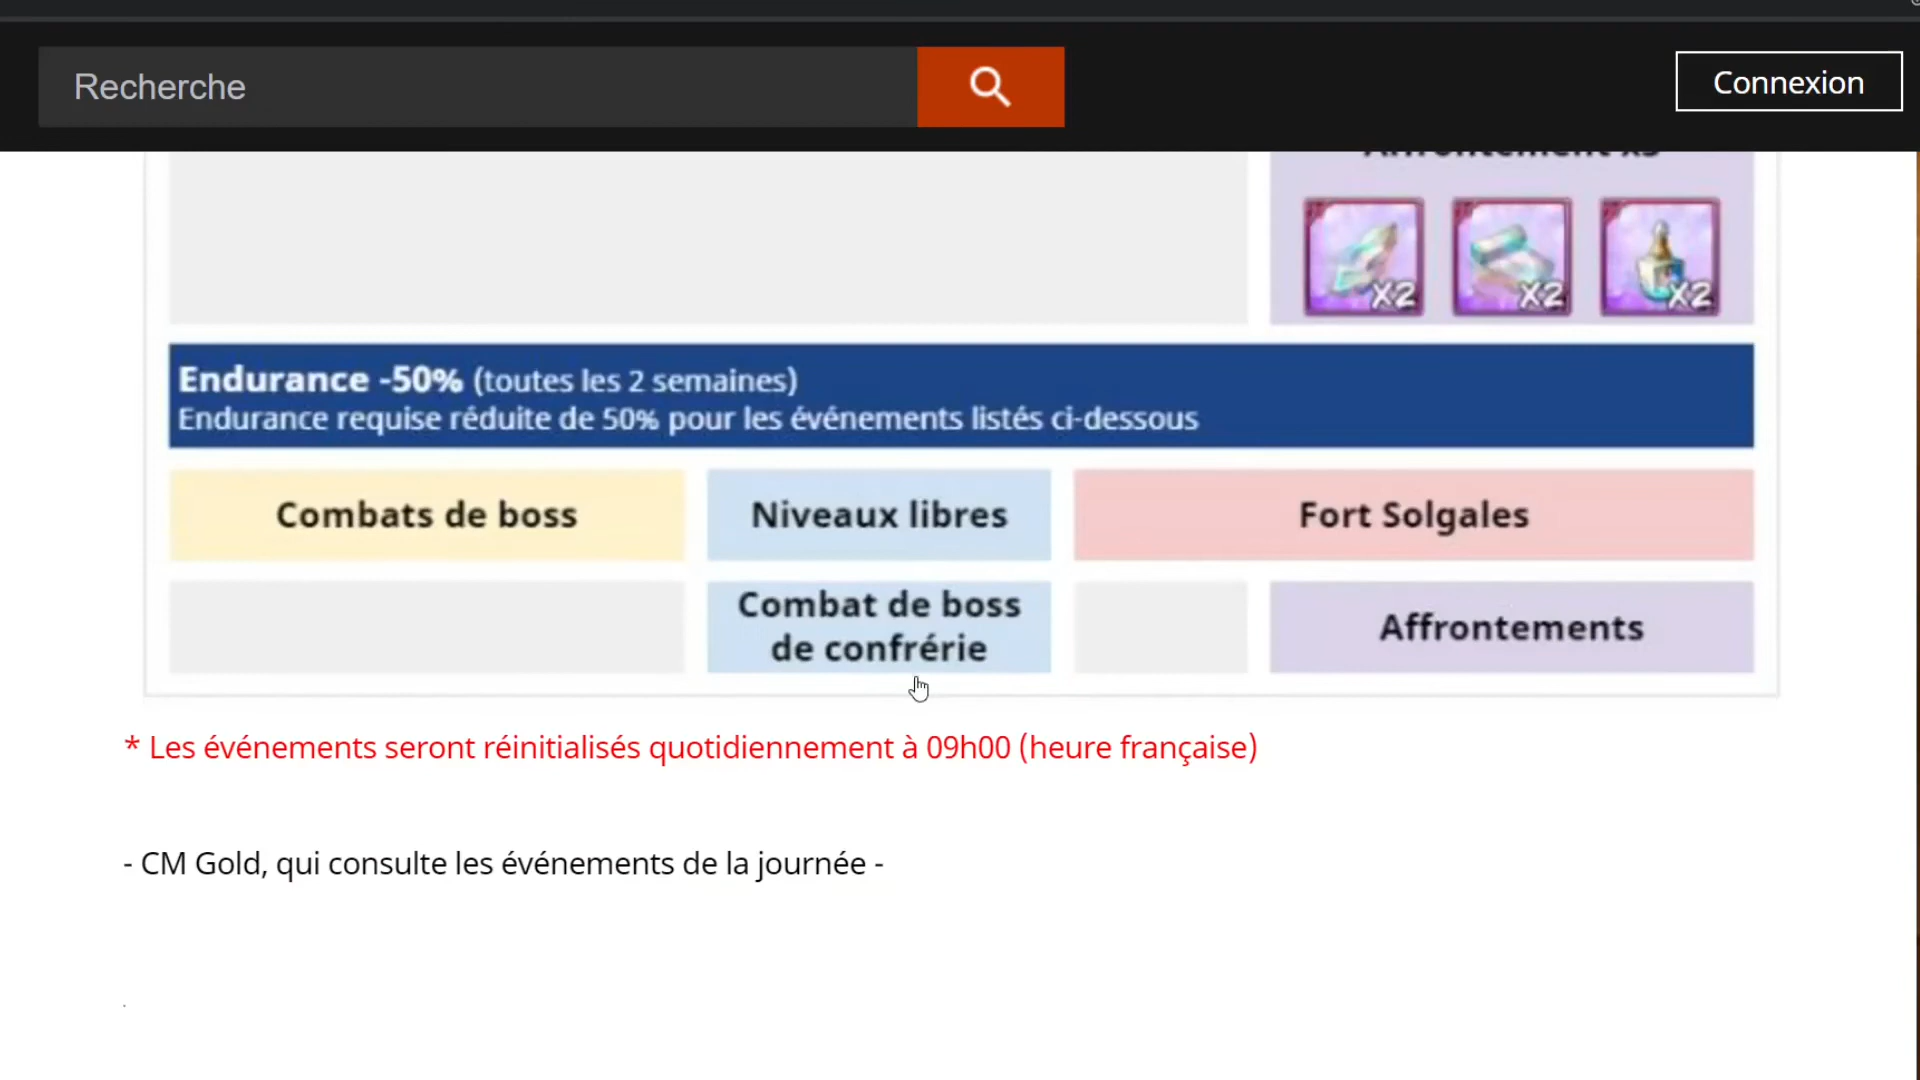 Recherche
Connexion
Affrontement x3
X2 X2 X2
Endurance -50% (toutes les 2 semaines)
Endurance requise réduite de 50% pour les événements listés ci-dessous
Combats de boss
Niveaux libres
Fort Solgales
Combat de boss
de confrérie
Affrontements
* Les événements seront réinitialisés quotidiennement à 09h00 (heure française)
- CM Gold, qui consulte les événements de la journée -